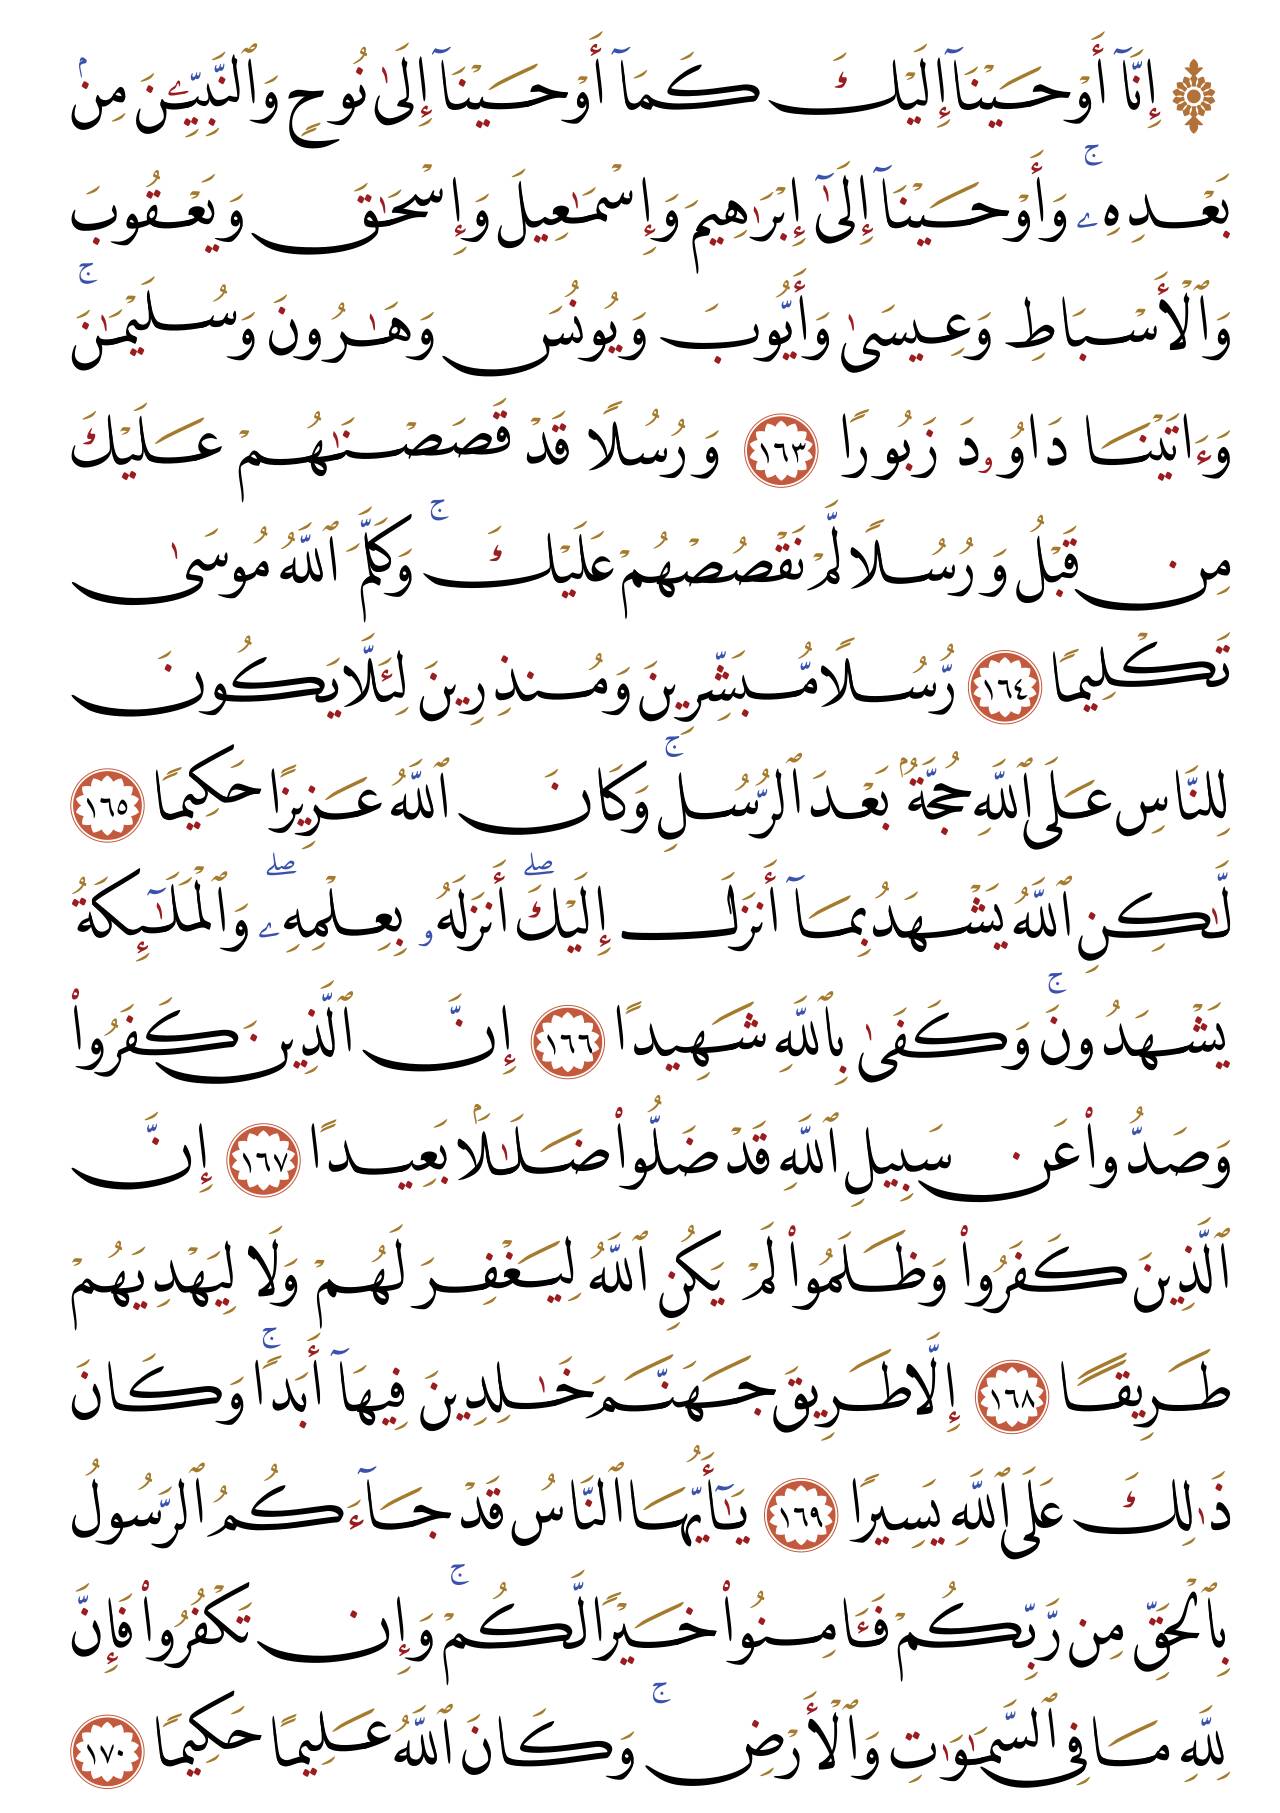 ۞ إِنَّآ أَوْحَيْنَآ إِلَيْكَ كَمَآ أَوْحَيْنَآ إِلَىٰ نُوحٍ وَٱلنَّبِيِّـۧنَ مِنۢ
بَعْدِهِۦ ۚ وَأَوْحَيْنَآ إِلَىٰٓ إِبْرَٰهِيمَ وَإِسْمَـٰعِيلَ وَإِسْحَـٰقَ وَيَعْقُوبَ
وَٱلْأَسْبَاطِ وَعِيسَىٰ وَأَيُّوبَ وَيُونُسَ وَهَـٰرُونَ وَسُلَيْمَـٰنَ ۚ
وَءَاتَيْنَا دَاوُۥدَ زَبُورًا ١٦٣ وَرُسُلًا قَدْ قَصَصْنَـٰهُمْ عَلَيْكَ
مِن قَبْلُ وَرُسُلًا لَّمْ نَقْصُصْهُمْ عَلَيْكَ ۚ وَكَلَّمَ ٱللَّهُ مُوسَىٰ
تَكْلِيمًا ١٦٤ رُّسُلًا مُّبَشِّرِينَ وَمُنذِرِينَ لِئَلَّا يَكُونَ
لِلنَّاسِ عَلَى ٱللَّهِ حُجَّةٌۢ بَعْدَ ٱلرُّسُلِ ۚ وَكَانَ ٱللَّهُ عَزِيزًا حَكِيمًا ١٦٥
لَّـٰكِنِ ٱللَّهُ يَشْهَدُ بِمَآ أَنزَلَ إِلَيْكَ ۖ أَنزَلَهُۥ بِعِلْمِهِۦ ۖ وَٱلْمَلَـٰٓئِكَةُ
يَشْهَدُونَ ۚ وَكَفَىٰ بِٱللَّهِ شَهِيدًا ١٦٦ إِنَّ ٱلَّذِينَ كَفَرُوا۟
وَصَدُّوا۟ عَن سَبِيلِ ٱللَّهِ قَدْ ضَلُّوا۟ ضَلَـٰلًۢا بَعِيدًا ١٦٧ إِنَّ
ٱلَّذِينَ كَفَرُوا۟ وَظَلَمُوا۟ لَمْ يَكُنِ ٱللَّهُ لِيَغْفِرَ لَهُمْ وَلَا لِيَهْدِيَهُمْ
طَرِيقًا ١٦٨ إِلَّا طَرِيقَ جَهَنَّمَ خَـٰلِدِينَ فِيهَآ أَبَدًا ۚ وَكَانَ
ذَٰلِكَ عَلَى ٱللَّهِ يَسِيرًا ١٦٩ يَـٰٓأَيُّهَا ٱلنَّاسُ قَدْ جَآءَكُمُ ٱلرَّسُولُ
بِٱلْحَقِّ مِن رَّبِّكُمْ فَـَٔامِنُوا۟ خَيْرًا لَّكُمْ ۚ وَإِن تَكْفُرُوا۟ فَإِنَّ
لِلَّهِ مَا فِى ٱلسَّمَـٰوَٰتِ وَٱلْأَرْضِ ۚ وَكَانَ ٱللَّهُ عَلِيمًا حَكِيمًا ١٧٠